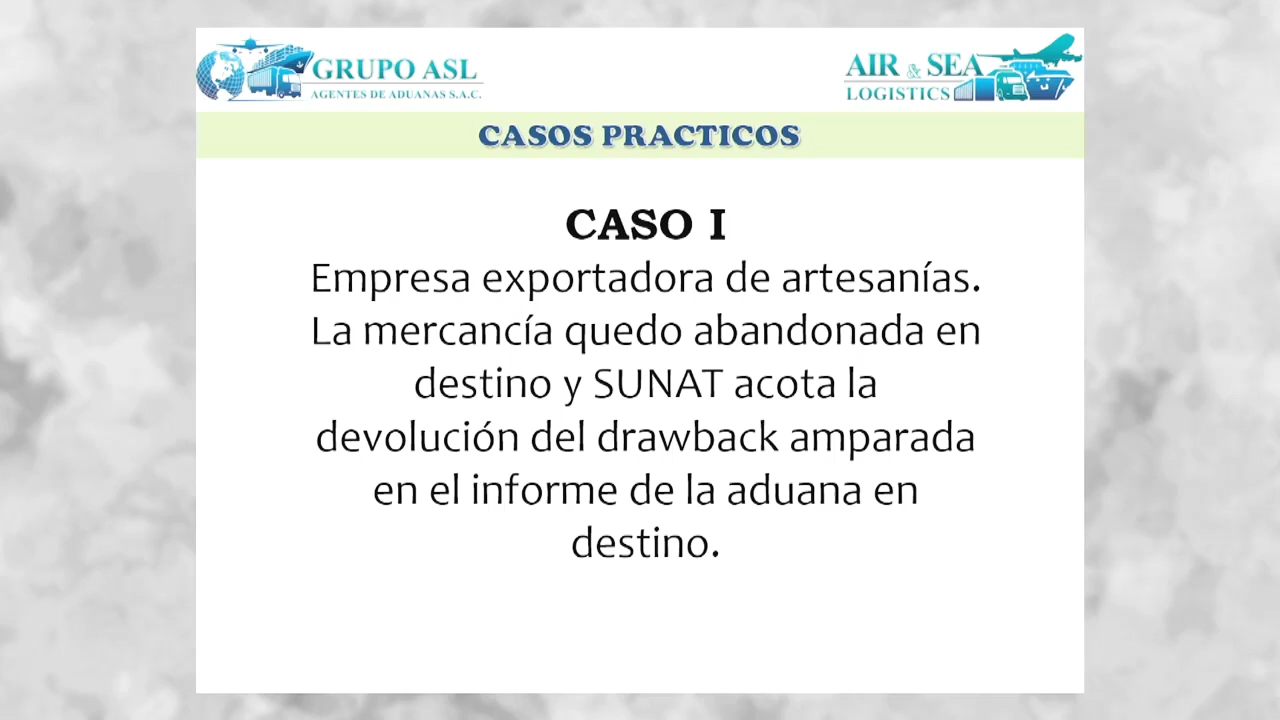 GRUPO ASL
AGENTES DE ADUANAS S.A.C.
AIR & SEA
LOGISTICS
CASOS PRACTICOS
CASO I
Empresa exportadora de artesanías.
La mercancía quedo abandonada en
destino y SUNAT acota la
devolución del drawback amparada
en el informe de la aduana en
destino.